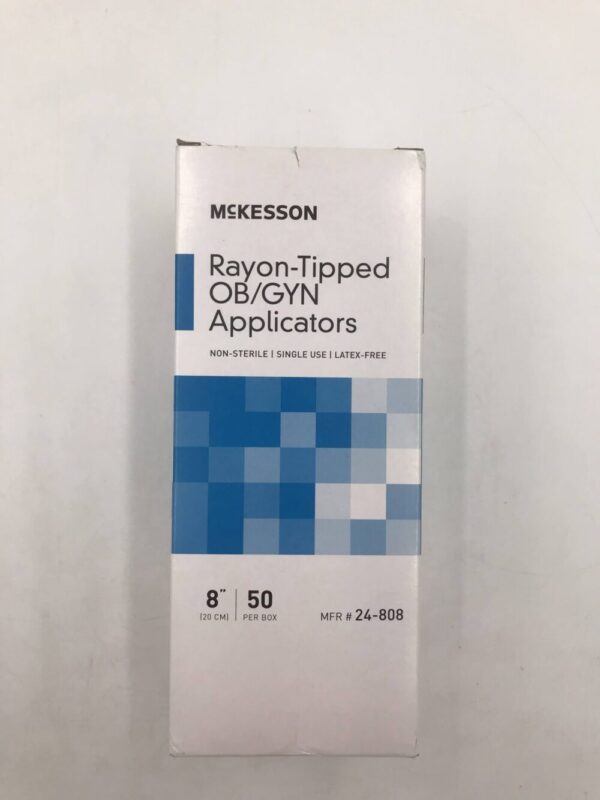 McKESSON
Rayon-Tipped
OB/GYN
Applicators
NON-STERILE | SINGLE USE | LATEX-FREE
8" | 50
(20 CM) PER BOX
MFR # 24-808